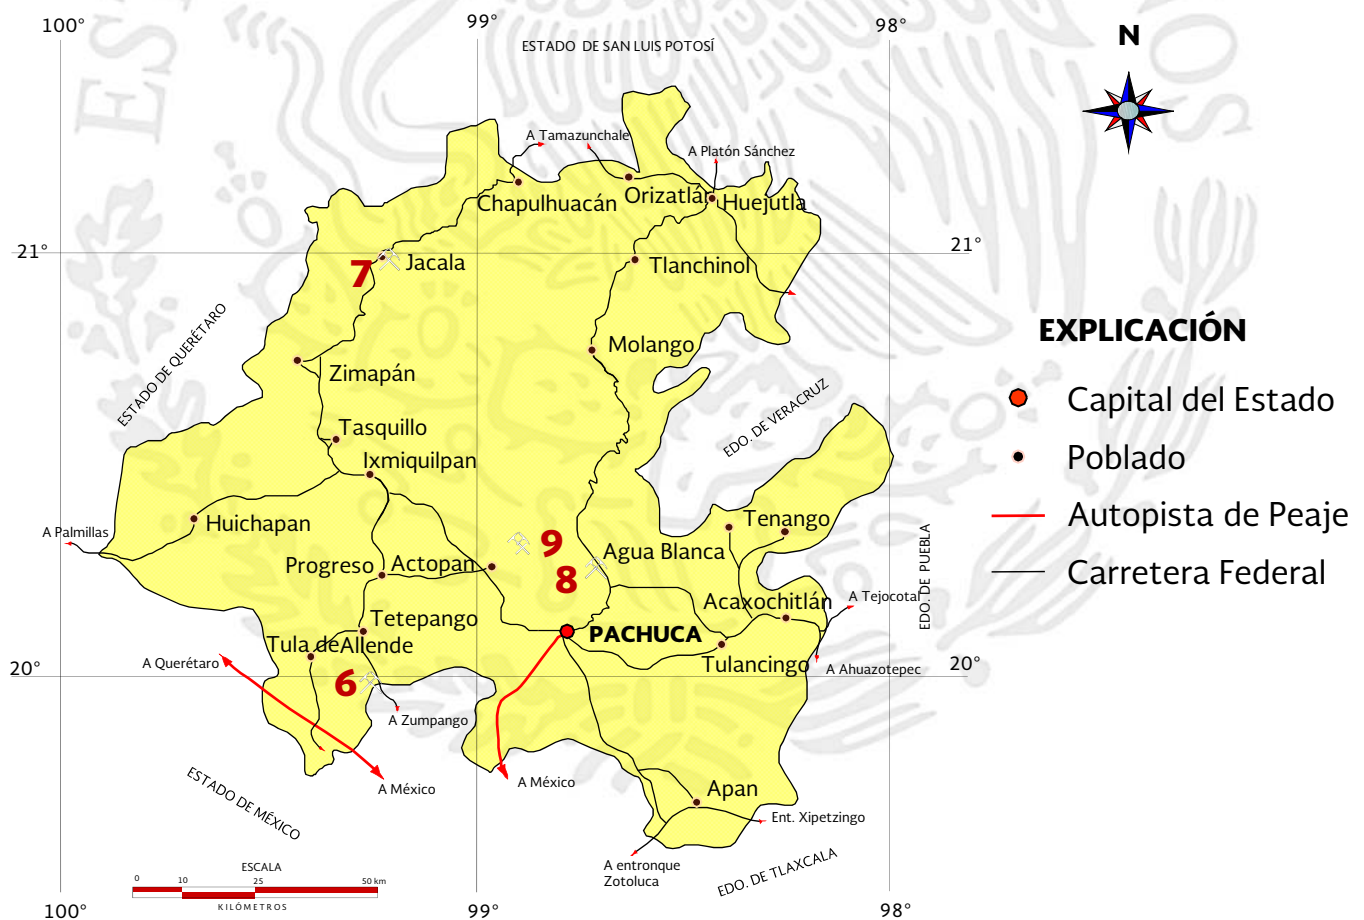 100°
99°
98°
ESTADO DE SAN LUIS POTOSÍ
N
A Tamazunchale
A Platón Sánchez
Chapulhuacán
Orizatlán
Huejutla
21°
21°
7
Jacala
Tlanchinol
ESTADO DE QUERÉTARO
EXPLICACIÓN
Molango
Zimapán
Capital del Estado
EDO. DE VERACRUZ
Tasquillo
Poblado
Ixmiquilpan
Autopista de Peaje
Huichapan
Tenango
A Palmillas
9
Agua Blanca
EDO. DE PUEBLA
Progreso
Actopan
8
Carretera Federal
Acaxochitlán
A Tejocotal
Tetepango
PACHUCA
Tula de Allende
A Querétaro
Tulancingo
A Ahuazotepec
20°
20°
6
A Zumpango
A México
A México
ESTADO DE MÉXICO
Apan
Ent. Xipetzingo
A entronque
Zotoluca
EDO. DE TLAXCALA
ESCALA
0 10 25 50 km
KILÓMETROS
100°
99°
98°